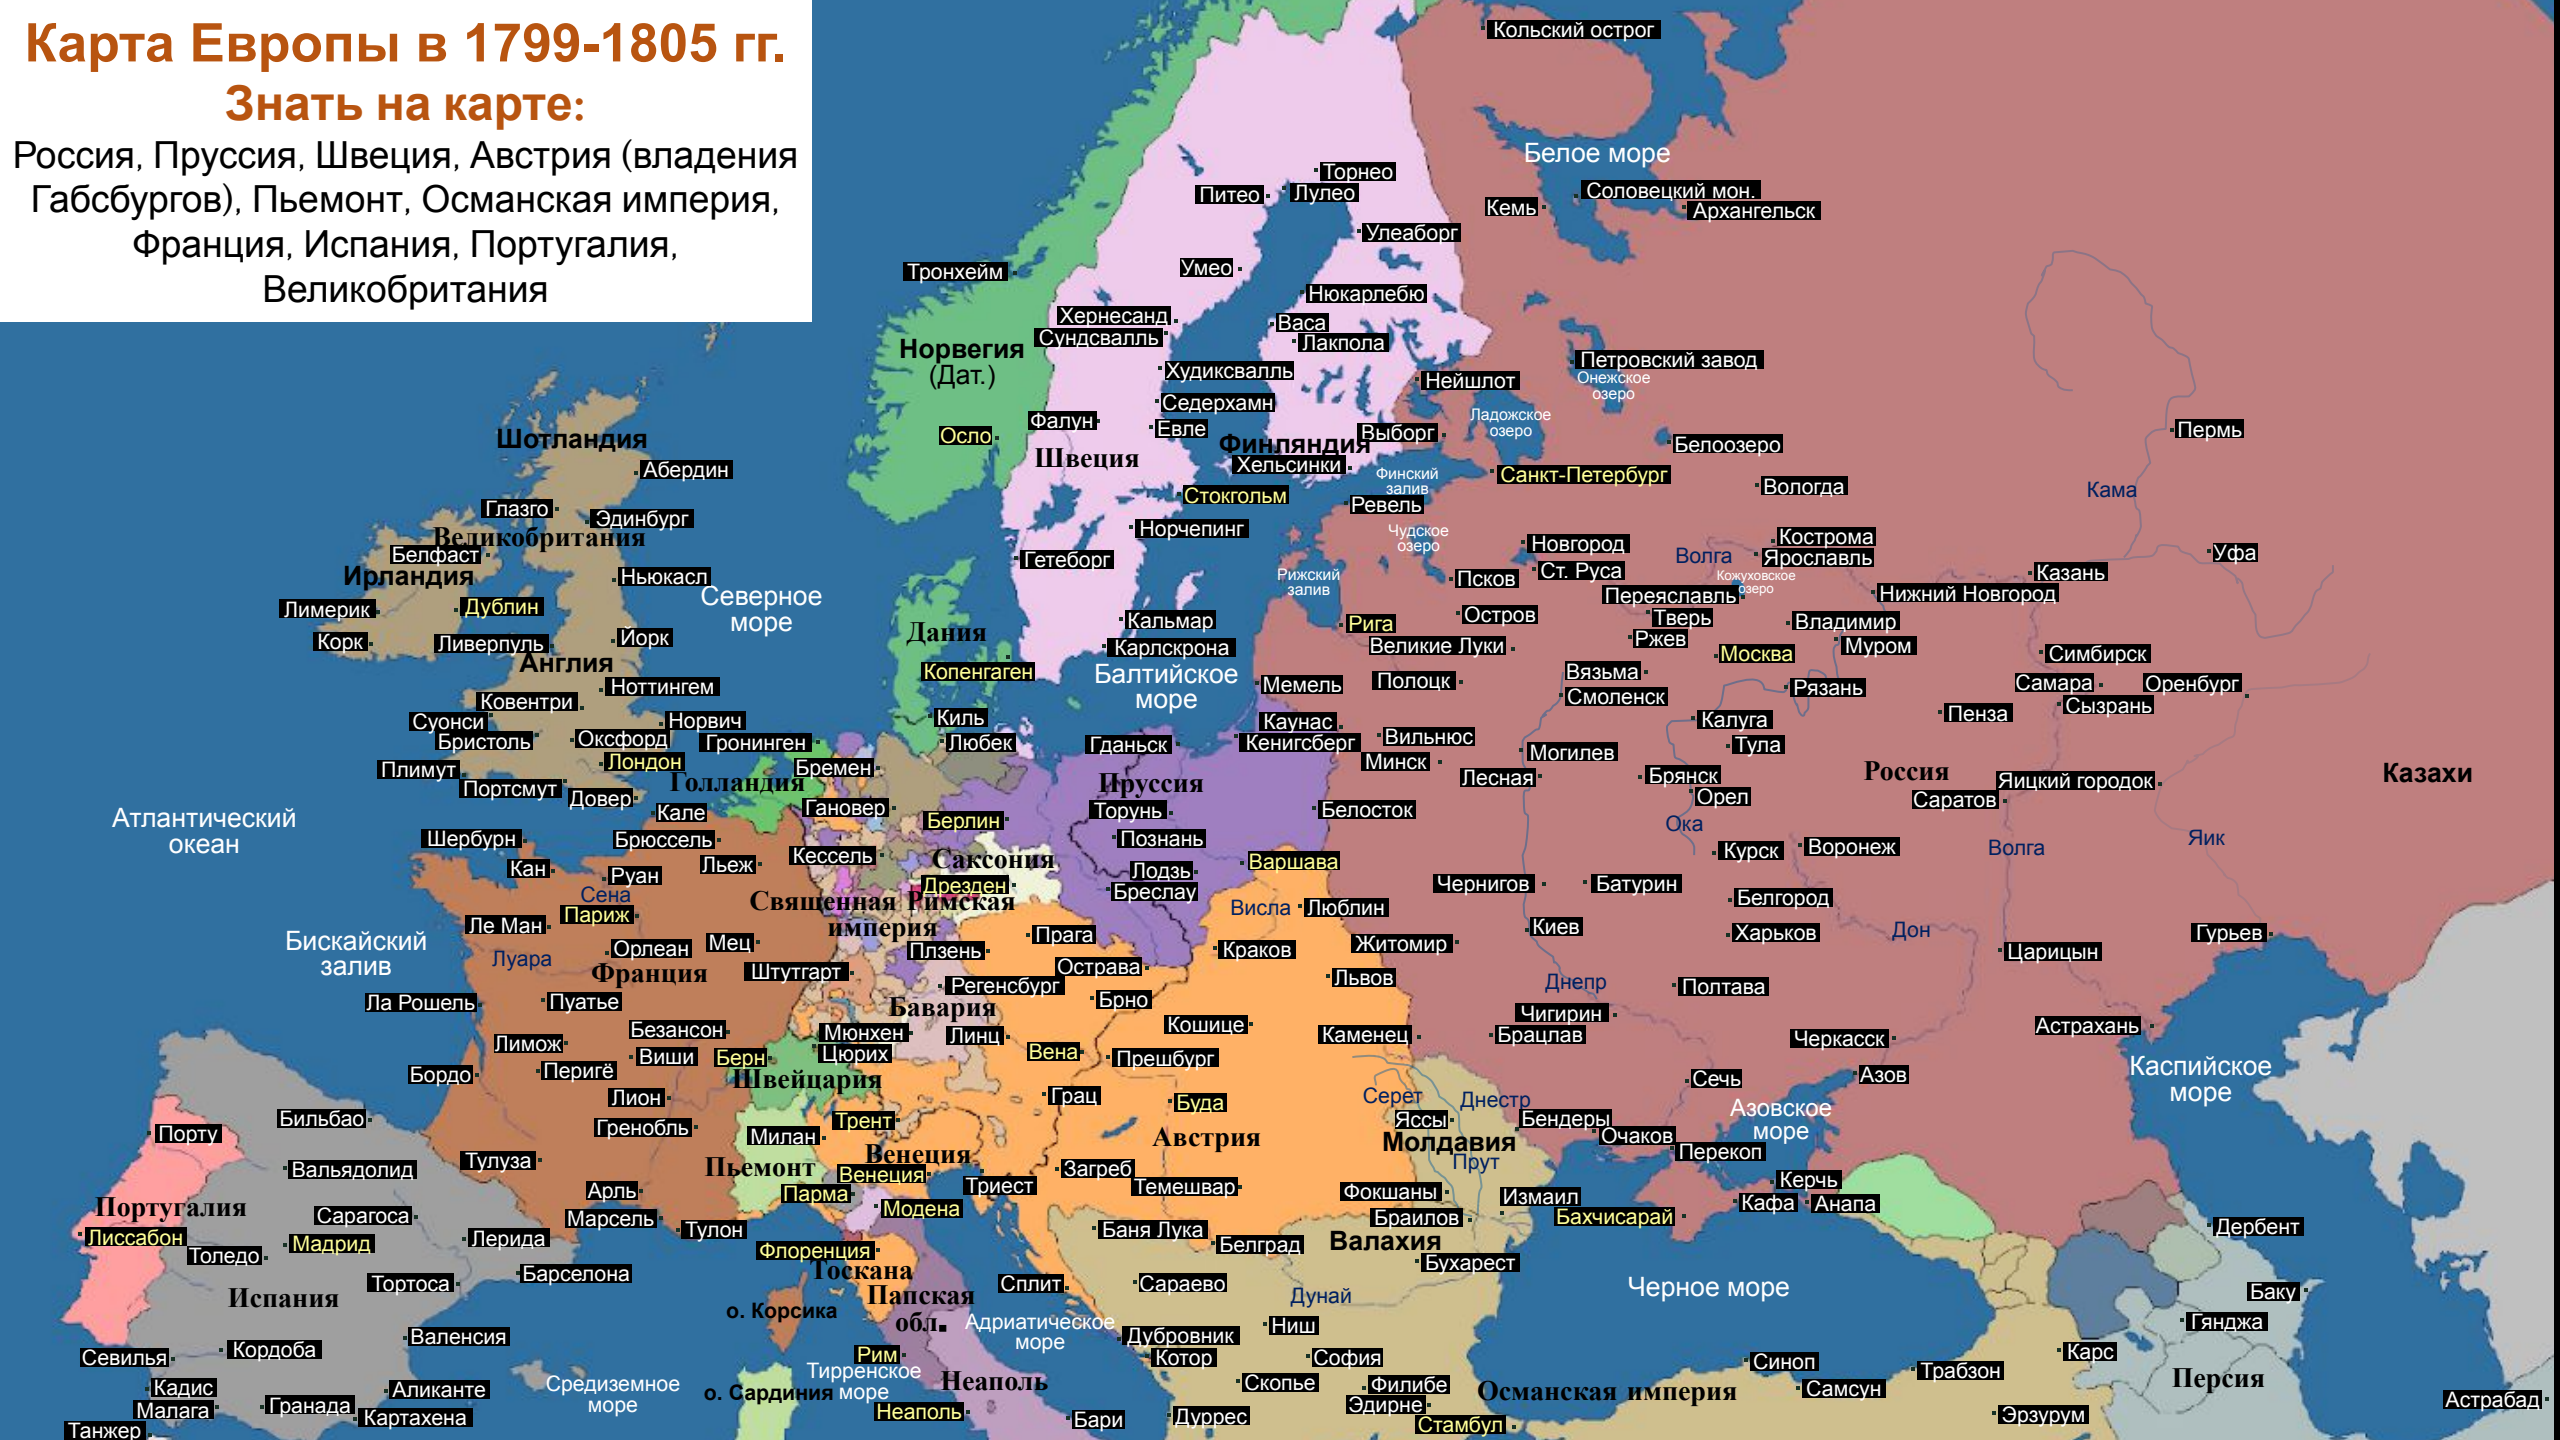 Карта Европы в 1799-1805 гг.
Знать на карте:
Россия, Пруссия, Швеция, Австрия (владения
Габсбургов), Пьемонт, Османская империя,
Франция, Испания, Португалия,
Великобритания
Кольский острог
Белое море
Торнео
Питео
Лулео
Соловецкий мон.
Кемь
Архангельск
Улеаборг
Тронхейм
Умео
Нюкарлебю
Хернесанд
Васа
Сундсвалль
Лакпола
Норвегия
(Дат.)
Петровский завод
Худиксвалль
Нейшлот
Онежское
озеро
Седерхамн
Ладожское
озеро
Фалун
Евле
Осло
Шотландия
Финляндия
Выборг
Белоозеро
Пермь
Швеция
Хельсинки
Абердин
Финский
залив
Санкт-Петербург
Вологда
Кама
Стокгольм
Ревель
Глазго
Эдинбург
Норчепинг
Чудское
озеро
Великобритания
Новгород
Кострома
Белфаст
Гетеборг
Волга
Ярославль
Уфа
Ирландия
Ньюкасл
Рижский
залив
Псков
Ст. Руса
Кожуховское
озеро
Казань
Северное
море
Переяславль
Нижний Новгород
Лимерик
Дублин
Кальмар
Рига
Остров
Тверь
Владимир
Корк
Ливерпуль
Йорк
Дания
Карлскрона
Великие Луки
Ржев
Муром
Англия
Москва
Симбирск
Копенгаген
Балтийское
море
Мемель
Полоцк
Вязьма
Смоленск
Рязань
Самара
Оренбург
Ноттингем
Ковентри
Сызрань
Суонси
Норвич
Киль
Каунас
Калуга
Пенза
Бристоль
Оксфорд
Гронинген
Любек
Гданьск
Кенигсберг
Вильнюс
Могилев
Тула
Лондон
Бремен
Минск
Плимут
Голландия
Пруссия
Лесная
Брянск
Россия
Яицкий городок
Казахи
Портсмут
Довер
Гановер
Торунь
Белосток
Орел
Саратов
Кале
Атлантический
океан
Берлин
Ока
Шербурн
Брюссель
Познань
Яик
Кессель
Саксония
Варшава
Курск
Воронеж
Волга
Кан
Льеж
Лодзь
Руан
Дрезден
Бреслау
Чернигов
Батурин
Сена
Священная Римская
империя
Белгород
Париж
Висла
Люблин
Ле Ман
Киев
Харьков
Дон
Гурьев
Бискайский
залив
Орлеан
Мец
Плзень
Прага
Краков
Житомир
Царицын
Луара
Франция
Штутгарт
Острава
Львов
Днепр
Полтава
Регенсбург
Ла Рошель
Пуатье
Бавария
Брно
Чигирин
Безансон
Мюнхен
Линц
Кошице
Каменец
Брацлав
Черкасск
Астрахань
Лимож
Виши
Берн
Цюрих
Вена
Прешбург
Бордо
Перигё
Швейцария
Сечь
Азов
Каспийское
море
Лион
Грац
Буда
Серет
Днестр
Бильбао
Гренобль
Трент
Яссы
Бендеры
Азовское
море
Порту
Милан
Австрия
Молдавия
Очаков
Венеция
Перекоп
Тулуза
Вальядолид
Пьемонт
Венеция
Загреб
Прут
Керчь
Арль
Парма
Триест
Темешвар
Фокшаны
Измаил
Португалия
Сарагоса
Марсель
Тулон
Модена
Браилов
Бахчисарай
Кафа
Анапа
Лиссабон
Мадрид
Лерида
Баня Лука
Валахия
Дербент
Толедо
Флоренция
Белград
Барселона
Тоскана
Бухарест
Тортоса
Сплит
Сараево
Черное море
Баку
Испания
о. Корсика
Папская
обл.
Дунай
Адриатическое
море
Гянджа
Валенсия
Дубровник
Ниш
Кордоба
Карс
Севилья
Рим
Котор
София
Синоп
Тирренское
море
Трабзон
Персия
Кадис
Аликанте
Средиземное
море
о. Сардиния
Неаполь
Скопье
Филибе
Османская империя
Самсун
Астрабад
Малага
Гранада
Картахена
Неаполь
Эдирне
Танжер
Бари
Дуррес
Стамбул
Эрзурум